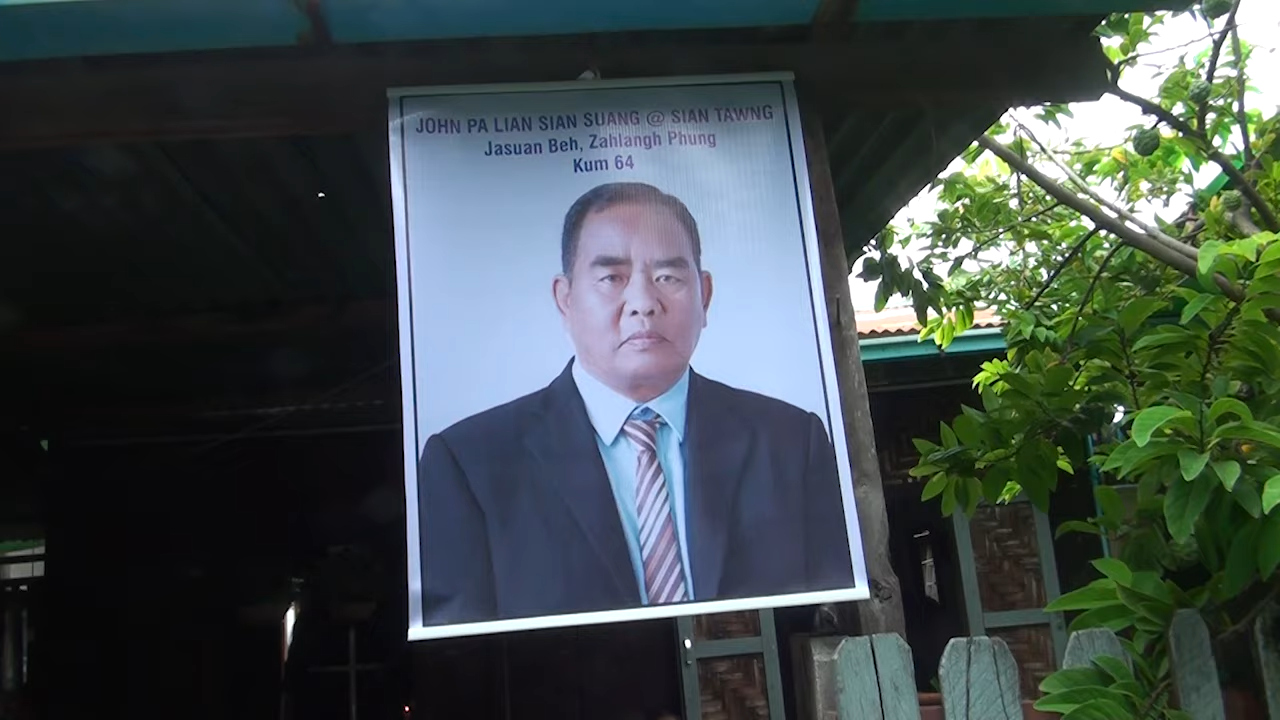 JOHN PA LIAN SIAN SUANG @ SIAN TAWNG
Jasuan Beh, Zahlangh Phung
Kum 64